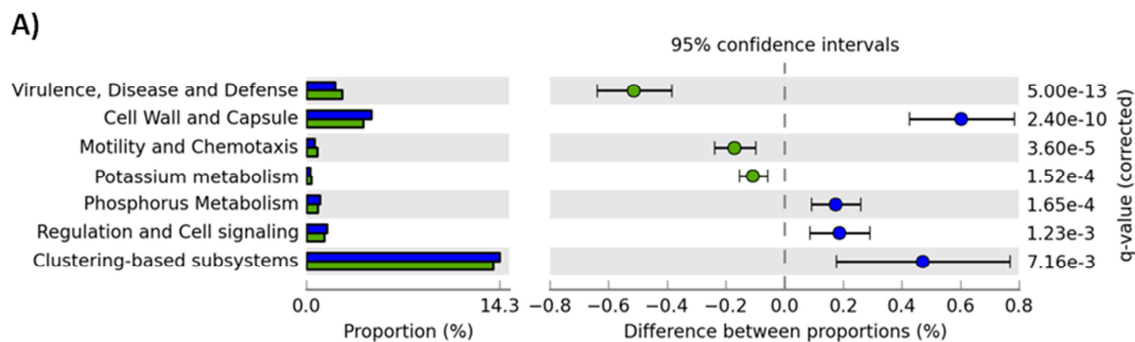 A)
95% confidence intervals
Virulence, Disease and Defense 5.00e-13
Cell Wall and Capsule 2.40e-10
Motility and Chemotaxis 3.60e-5
Potassium metabolism 1.52e-4
Phosphorus Metabolism 1.65e-4
Regulation and Cell signaling 1.23e-3
Clustering-based subsystems 7.16e-3
q-value (corrected)
0.0 14.3 −0.8 −0.6 −0.4 −0.2 0.0 0.2 0.4 0.6 0.8
Proportion (%) Difference between proportions (%)